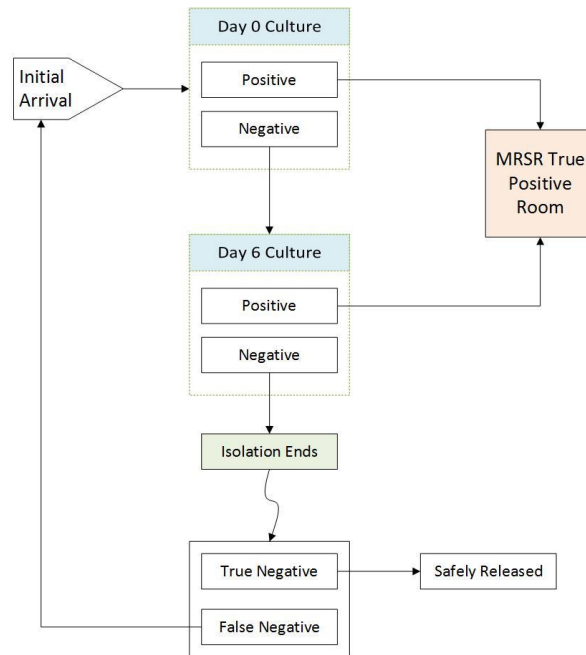 Day 0 Culture
Initial
Arrival
Positive
Negative
MRSR True
Positive
Room
Day 6 Culture
Positive
Negative
Isolation Ends
True Negative
Safely Released
False Negative